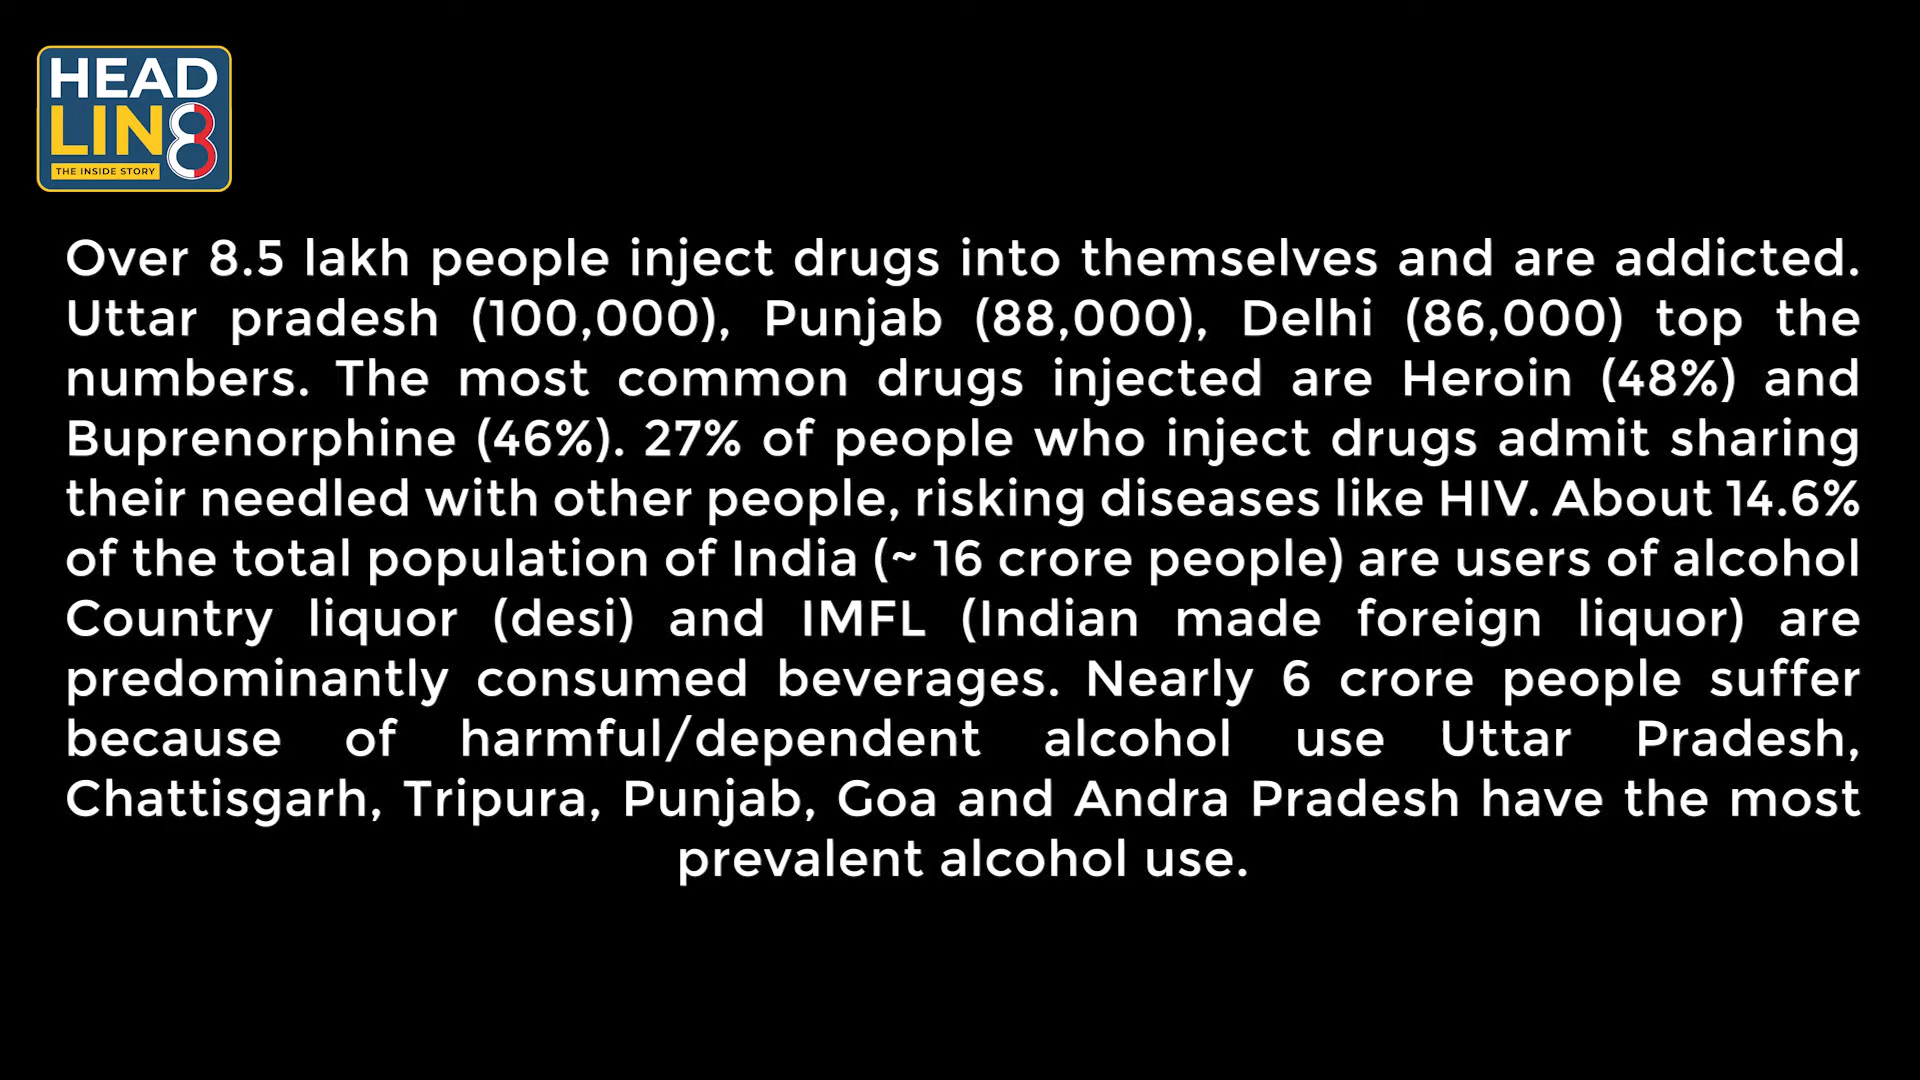 HEAD
LIN8
THE INSIDE STORY
Over 8.5 lakh people inject drugs into themselves and are addicted.
Uttar pradesh (100,000), Punjab (88,000), Delhi (86,000) top the
numbers. The most common drugs injected are Heroin (48%) and
Buprenorphine (46%). 27% of people who inject drugs admit sharing
their needled with other people, risking diseases like HIV. About 14.6%
of the total population of India (~ 16 crore people) are users of alcohol
Country liquor (desi) and IMFL (Indian made foreign liquor) are
predominantly consumed beverages. Nearly 6 crore people suffer
because of harmful/dependent alcohol use Uttar Pradesh,
Chattisgarh, Tripura, Punjab, Goa and Andra Pradesh have the most
prevalent alcohol use.